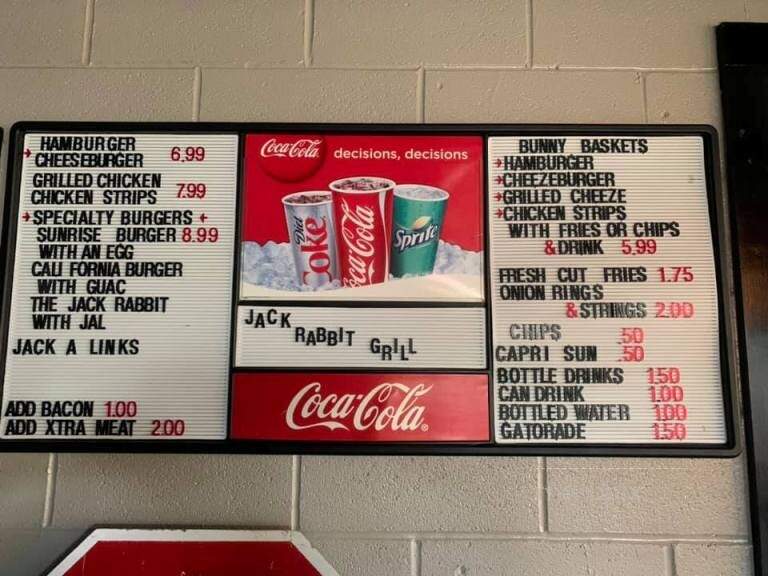 HAMBURGER
CHEESEBURGER 6.99
GRILLED CHICKEN
CHICKEN STRIPS 7.99
SPECIALTY BURGERS
SUNRISE BURGER 8.99
WITH AN EGG
CALI FORNIA BURGER
WITH GUAC
THE JACK RABBIT
WITH JAL
JACK A LINKS
ADD BACON 1.00
ADD XTRA MEAT 2.00
Coca-Cola decisions, decisions
Diet Coke
Coca-Cola
Sprite
JACK
RABBIT
GRILL
Coca-Cola
BUNNY BASKETS
HAMBURGER
CHEEZEBURGER
GRILLED CHEEZE
CHICKEN STRIPS
WITH FRIES OR CHIPS
& DRINK 5.99
FRESH CUT FRIES 1.75
ONION RINGS
& STRINGS 2.00
CHIPS .50
CAPRI SUN .50
BOTTLE DRINKS 1.50
CAN DRINK 1.00
BOTTLED WATER 1.00
GATORADE 1.50